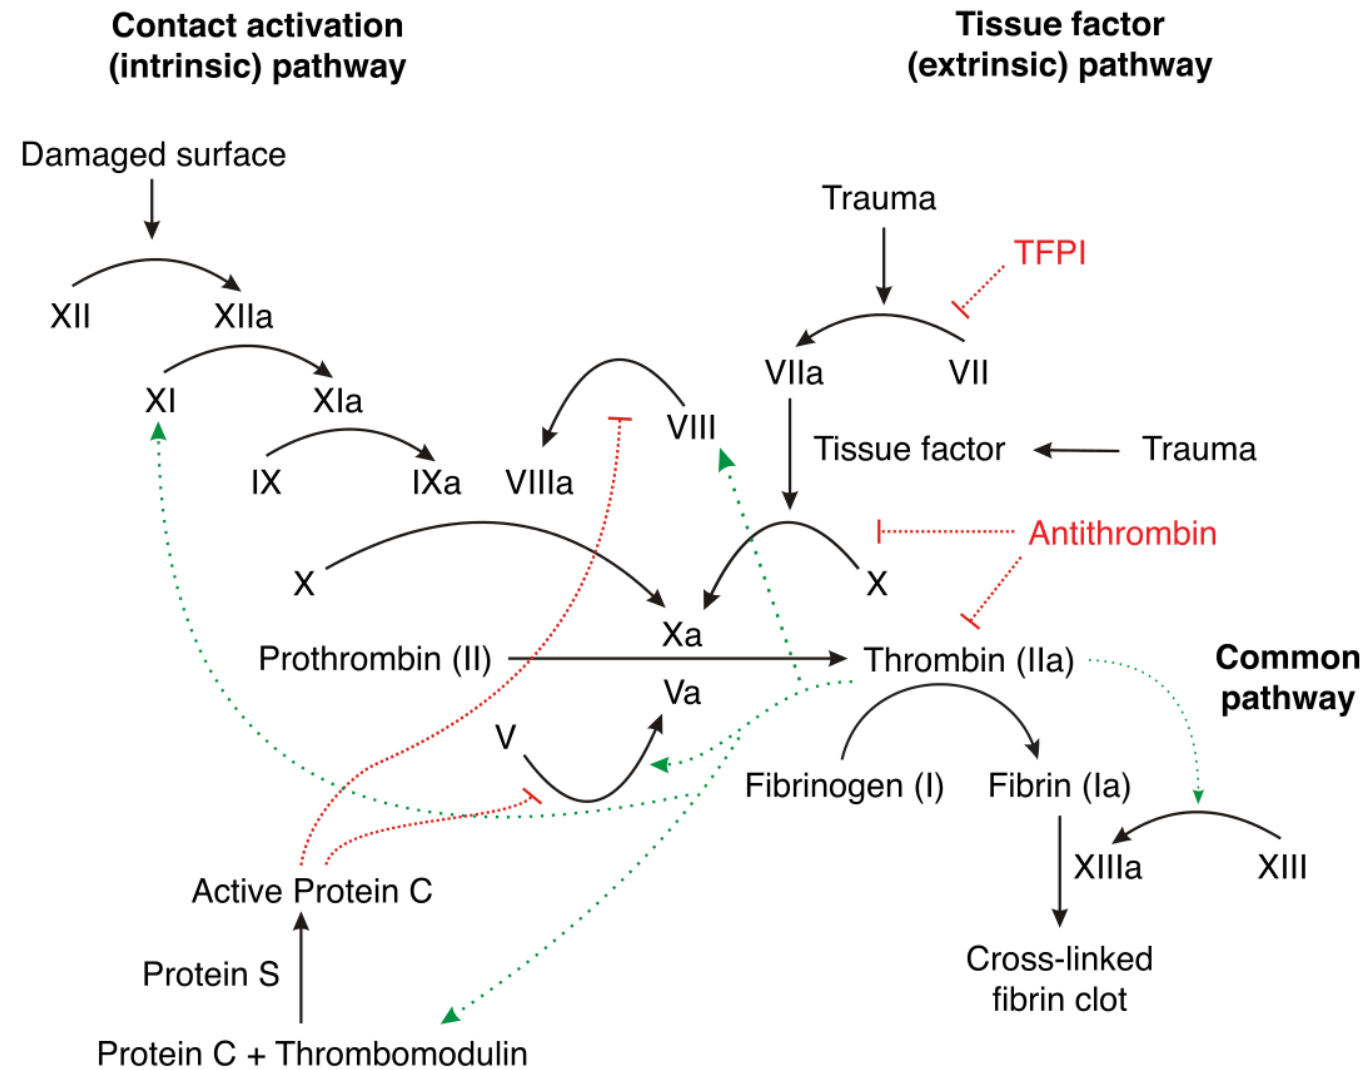 Contact activation
(intrinsic) pathway
Tissue factor
(extrinsic) pathway
Damaged surface
Trauma
TFPI
XII
XIIa
VIIa
VII
XI
XIa
VIII
Tissue factor
Trauma
IX
IXa
VIIIa
Antithrombin
X
X
Xa
Prothrombin (II)
Thrombin (IIa)
Common
pathway
Va
V
Fibrinogen (I)
Fibrin (Ia)
XIIIa
XIII
Active Protein C
Cross-linked
fibrin clot
Protein S
Protein C + Thrombomodulin